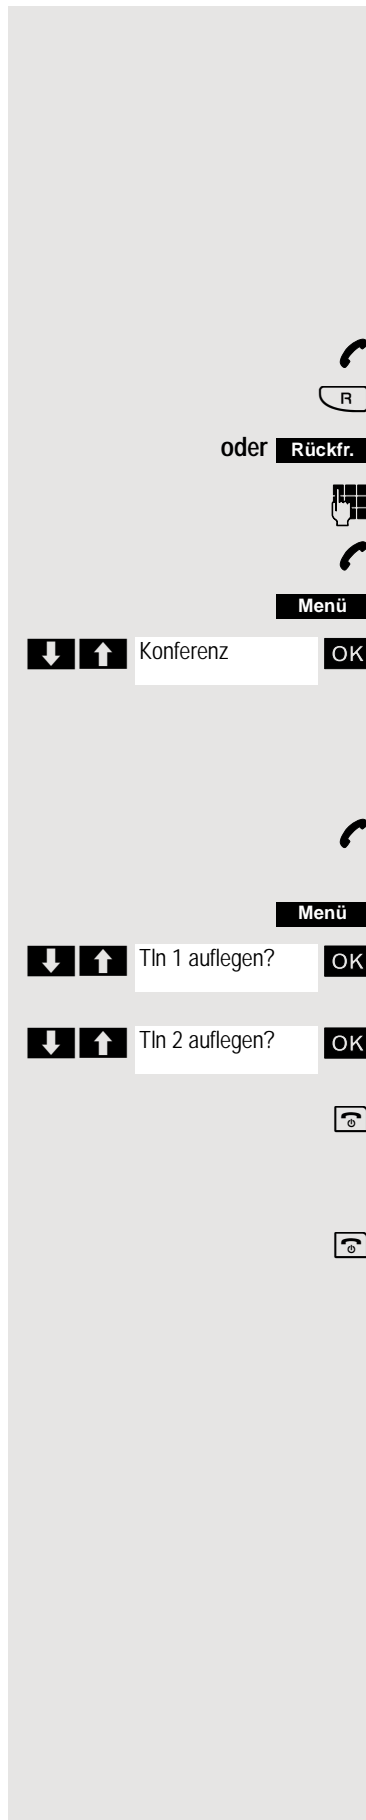 R
oder Rückfr.
Menü
Konferenz OK
Menü
Tln 1 auflegen? OK
Tln 2 auflegen? OK